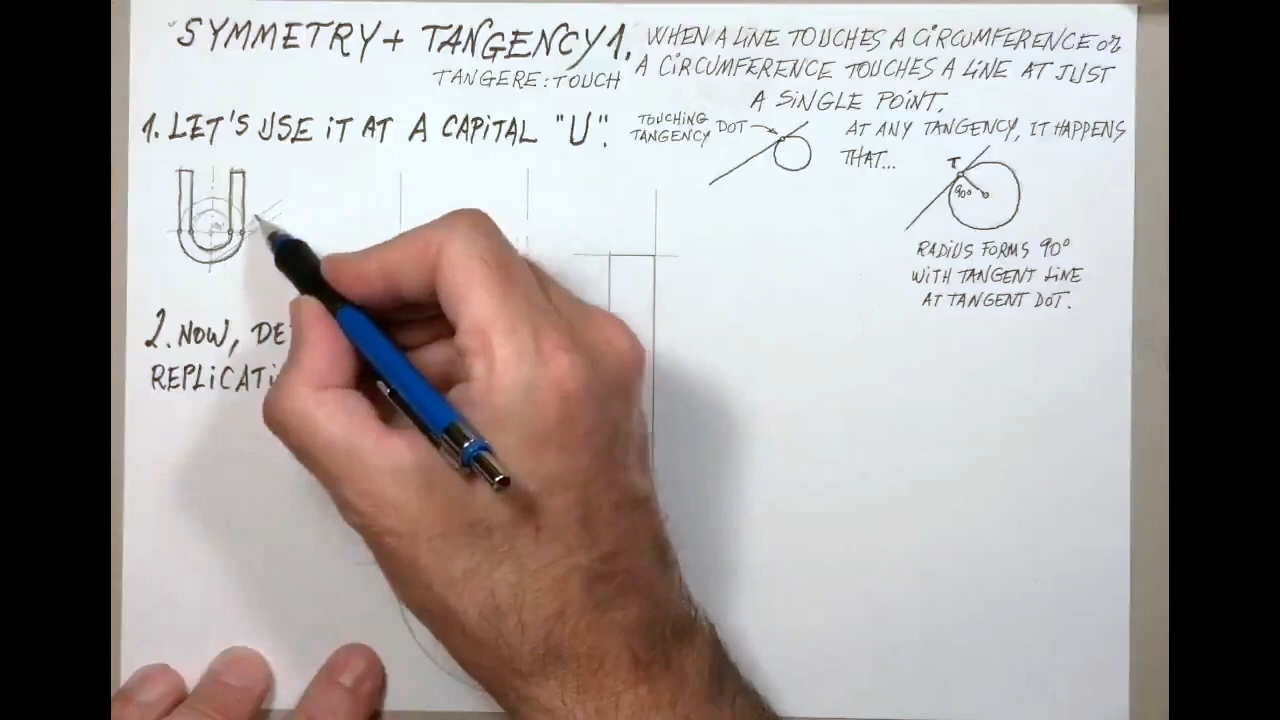 SYMMETRY + TANGENCY 1.
TANGERE: TOUCH
WHEN A LINE TOUCHES A CIRCUMFERENCE or
A CIRCUMFERENCE TOUCHES A LINE AT JUST
A SINGLE POINT.
1. LET'S USE IT AT A CAPITAL "U".
TOUCHING
TANGENCY DOT
AT ANY TANGENCY, IT HAPPENS
THAT...
T
90°
RADIUS FORMS 90°
WITH TANGENT LINE
AT TANGENT DOT.
2. NOW,